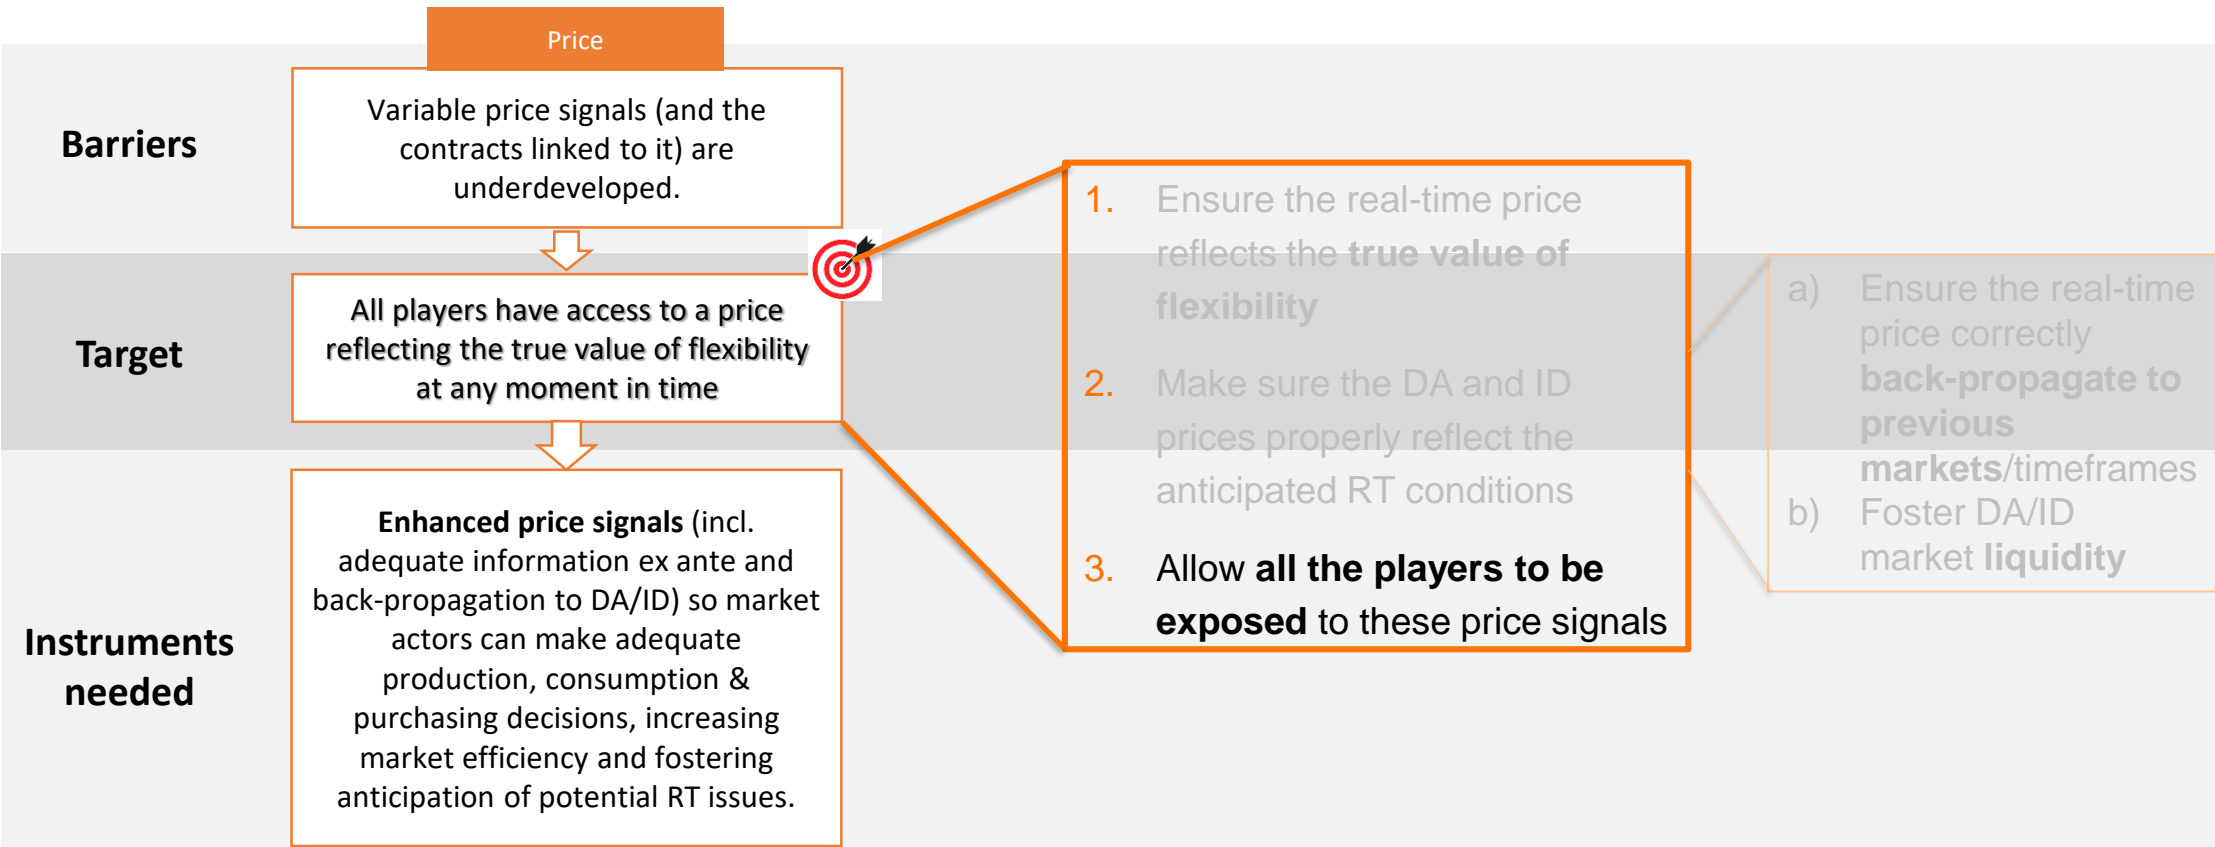 Price
Barriers
Variable price signals (and the
contracts linked to it) are
underdeveloped.
Target
All players have access to a price
reflecting the true value of flexibility
at any moment in time
Instruments
needed
Enhanced price signals (incl.
adequate information ex ante and
back-propagation to DA/ID) so market
actors can make adequate
production, consumption &
purchasing decisions, increasing
market efficiency and fostering
anticipation of potential RT issues.
1. Ensure the real-time price
reflects the true value of
flexibility
2. Make sure the DA and ID
prices properly reflect the
anticipated RT conditions
3. Allow all the players to be
exposed to these price signals
a) Ensure the real-time
price correctly
back-propagate to
previous
markets/timeframes
b) Foster DA/ID
market liquidity